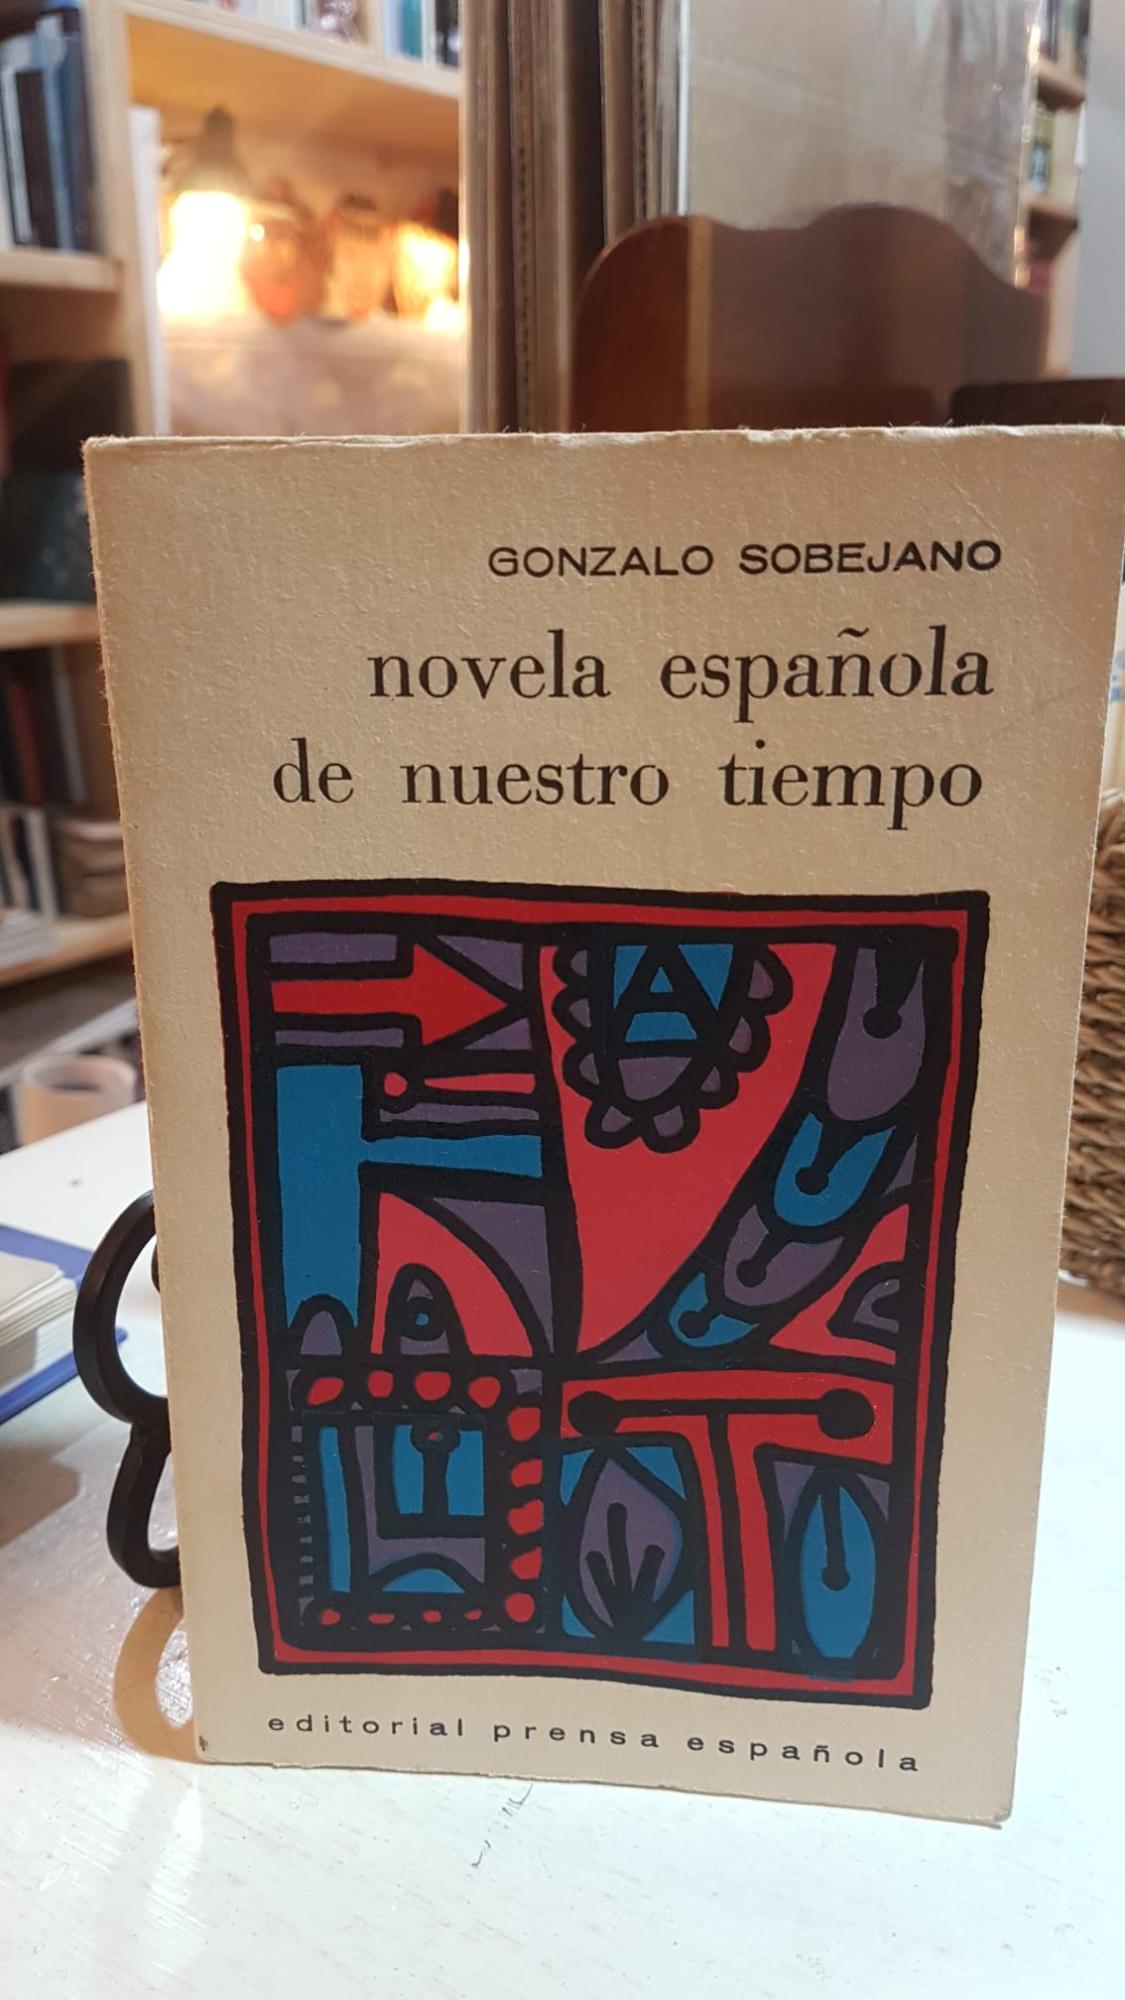 GONZALO SOBEJANO
novela española
de nuestro tiempo
A
editorial prensa española